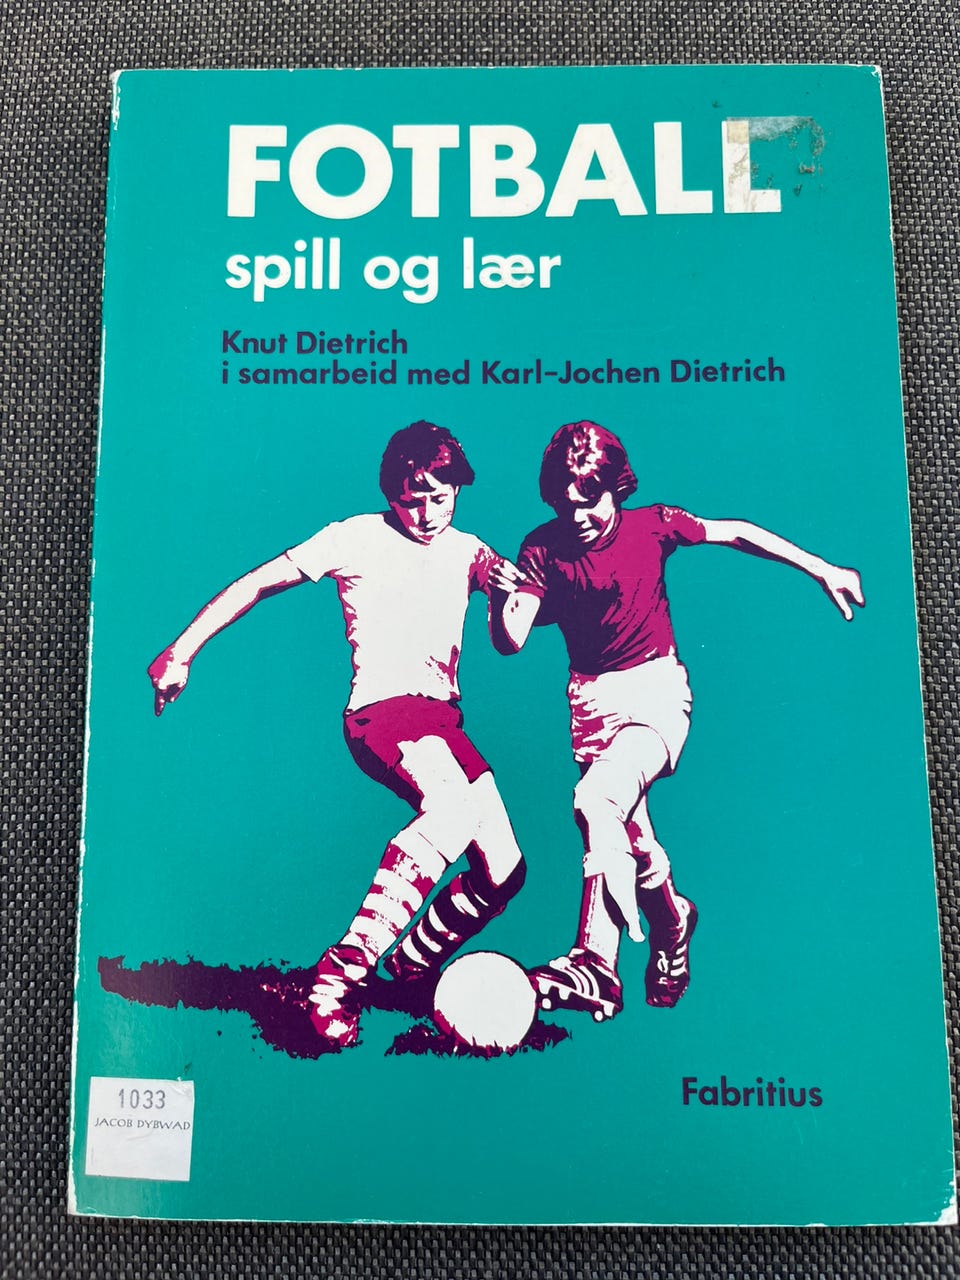 FOTBALL
spill og lær
Knut Dietrich
i samarbeid med Karl-Jochen Dietrich
Fabritius
1033
JACOB DYBWAD